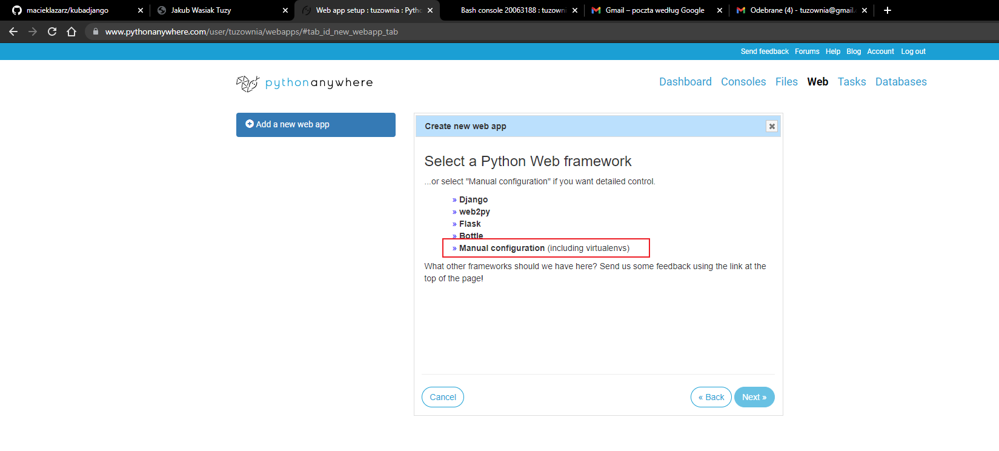 macieklazarz/kubadjango
Jakub Wasiak Tuzy
Web app setup : tuzownia : Pytho
Bash console 20063188 : tuzowni
Gmail – poczta według Google
Odebrane (4) - tuzownia@gmail.
www.pythonanywhere.com/user/tuzownia/webapps/#tab_id_new_webapp_tab
Send feedback Forums Help Blog Account Log out
pythonanywhere
Dashboard Consoles Files Web Tasks Databases
Add a new web app
Create new web app
Select a Python Web framework
...or select "Manual configuration" if you want detailed control.
» Django
» web2py
» Flask
» Bottle
» Manual configuration (including virtualenvs)
What other frameworks should we have here? Send us some feedback using the link at the
top of the page!
Cancel
« Back
Next »